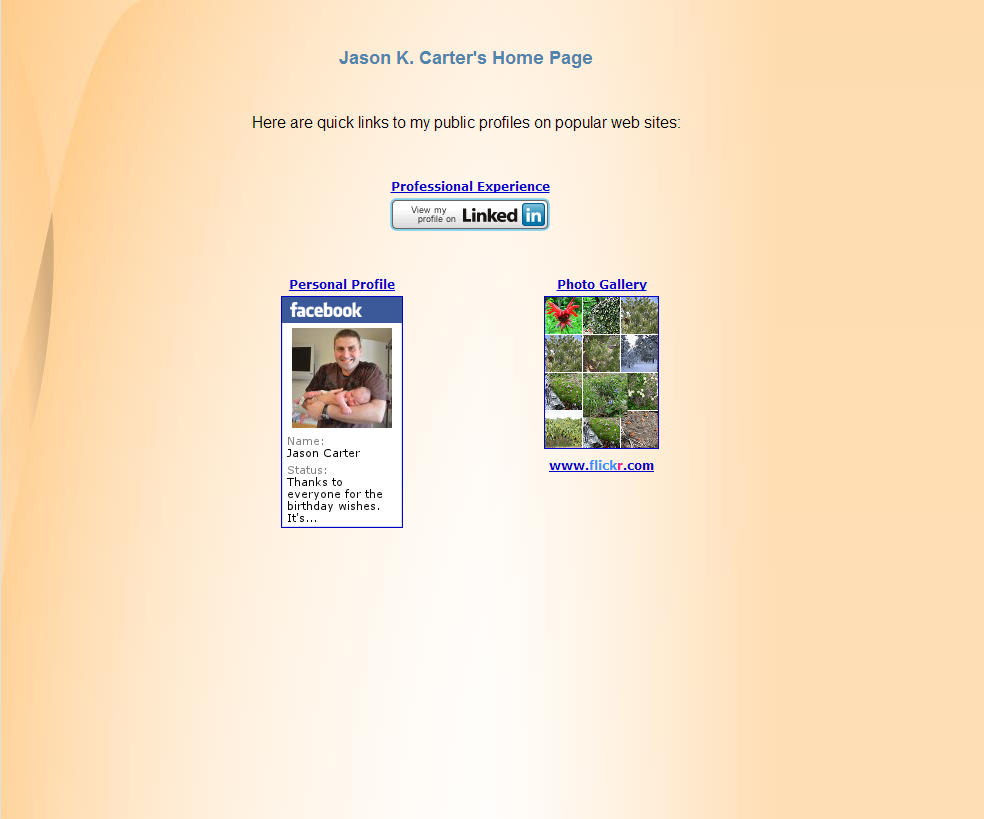 Jason K. Carter's Home Page
Here are quick links to my public profiles on popular web sites:
Professional Experience
View my
profile on Linked in
Personal Profile
facebook
Name:
Jason Carter
Status:
Thanks to
everyone for the
birthday wishes.
It's...
Photo Gallery
www.flickr.com